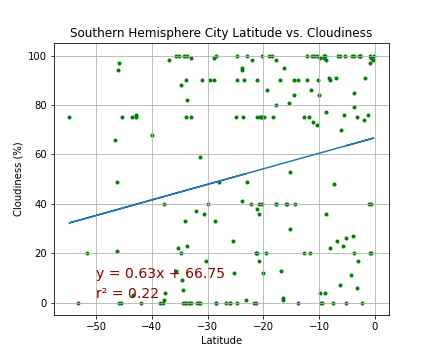 Southern Hemisphere City Latitude vs. Cloudiness
Cloudiness (%)
100
80
60
40
20
0
y = 0.63x + 66.75
r² = 0.22
−50
−40
−30
−20
−10
0
Latitude